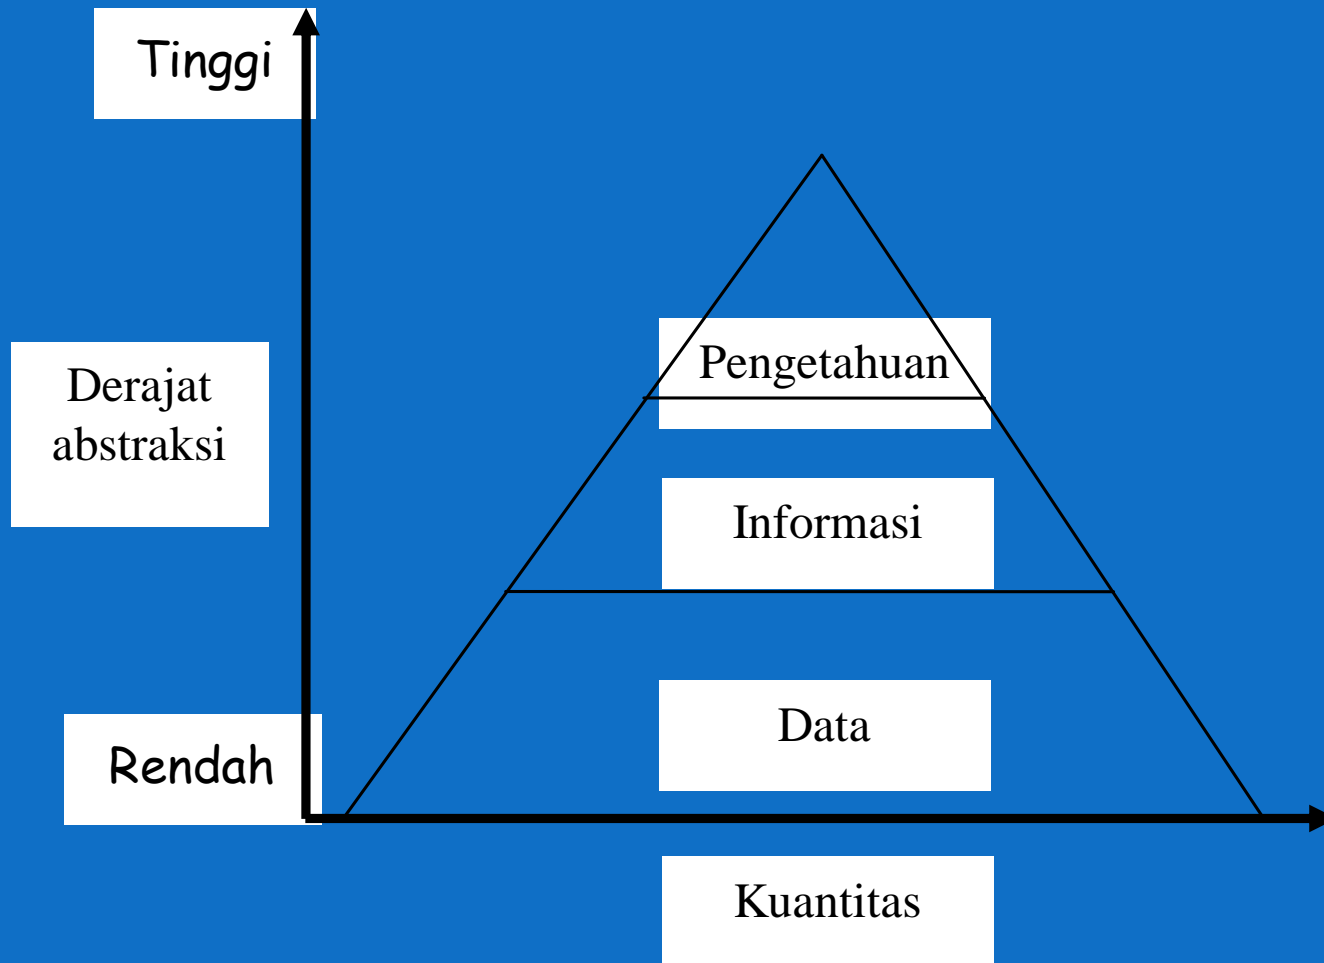 Tinggi
Pengetahuan
Derajat
abstraksi
Informasi
Data
Rendah
Kuantitas